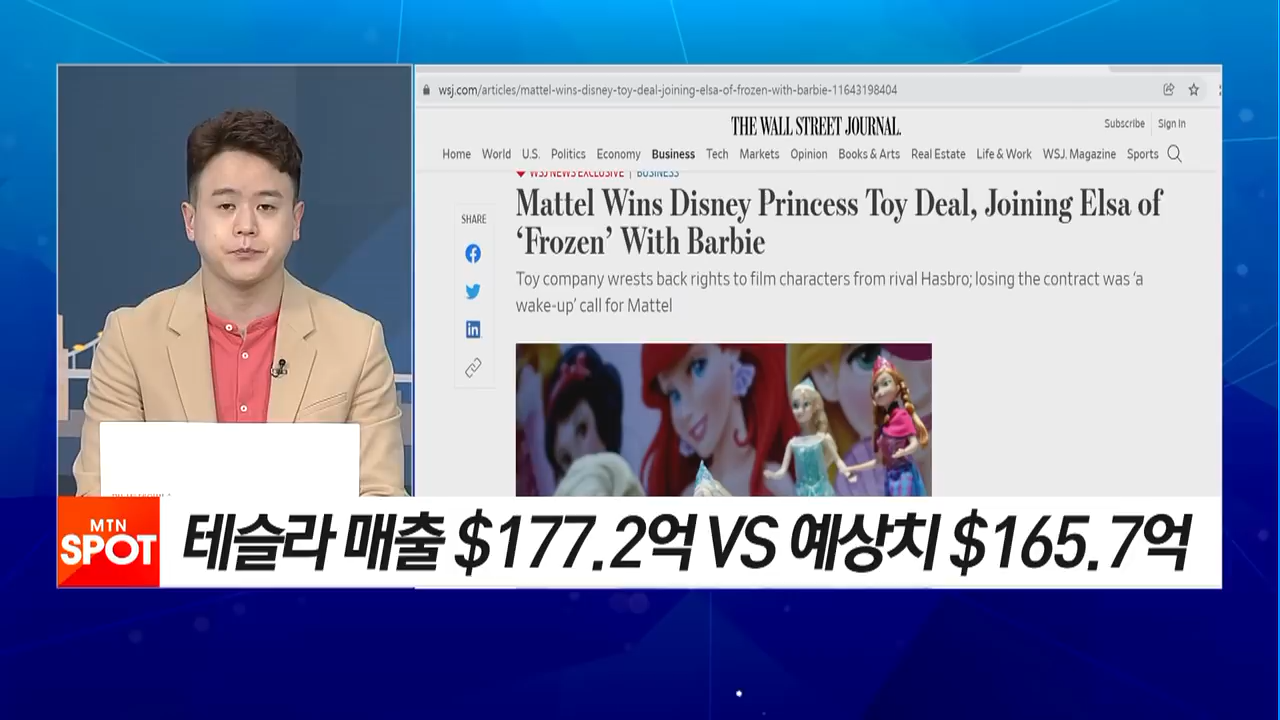 wsj.com/articles/mattel-wins-disney-toy-deal-joining-elsa-of-frozen-with-barbie-11643198404
THE WALL STREET JOURNAL.
Subscribe Sign In
Home World U.S. Politics Economy Business Tech Markets Opinion Books & Arts Real Estate Life & Work WSJ. Magazine Sports
WSJ NEWS EXCLUSIVE | BUSINESS
Mattel Wins Disney Princess Toy Deal, Joining Elsa of
‘Frozen’ With Barbie
SHARE
Toy company wrests back rights to film characters from rival Hasbro; losing the contract was ‘a
wake-up’ call for Mattel
MTN
SPOT
테슬라 매출 $177.2억 VS 예상치 $165.7억